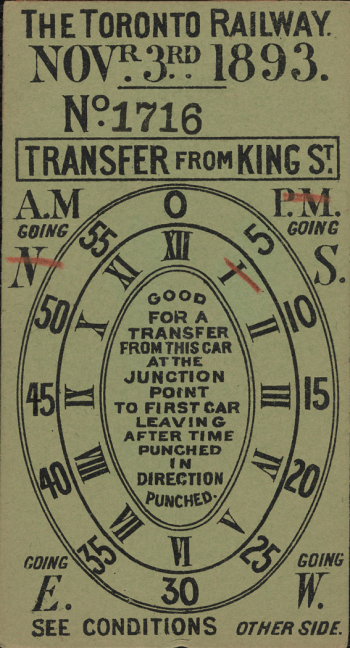 THE TORONTO RAILWAY.
NOVR. 3RD 1893.
No. 1716
TRANSFER FROM KING ST.
A.M
P.M.
GOING
N
GOING
S.
0
5
10
15
20
25
30
35
40
45
50
55
XII
I
II
III
IV
V
VI
VII
VIII
IX
X
XI
GOOD
FOR A
TRANSFER
FROM THIS CAR
AT THE
JUNCTION
POINT
TO FIRST CAR
LEAVING
AFTER TIME
PUNCHED
IN
DIRECTION
PUNCHED.
GOING
E.
GOING
W.
SEE CONDITIONS OTHER SIDE.